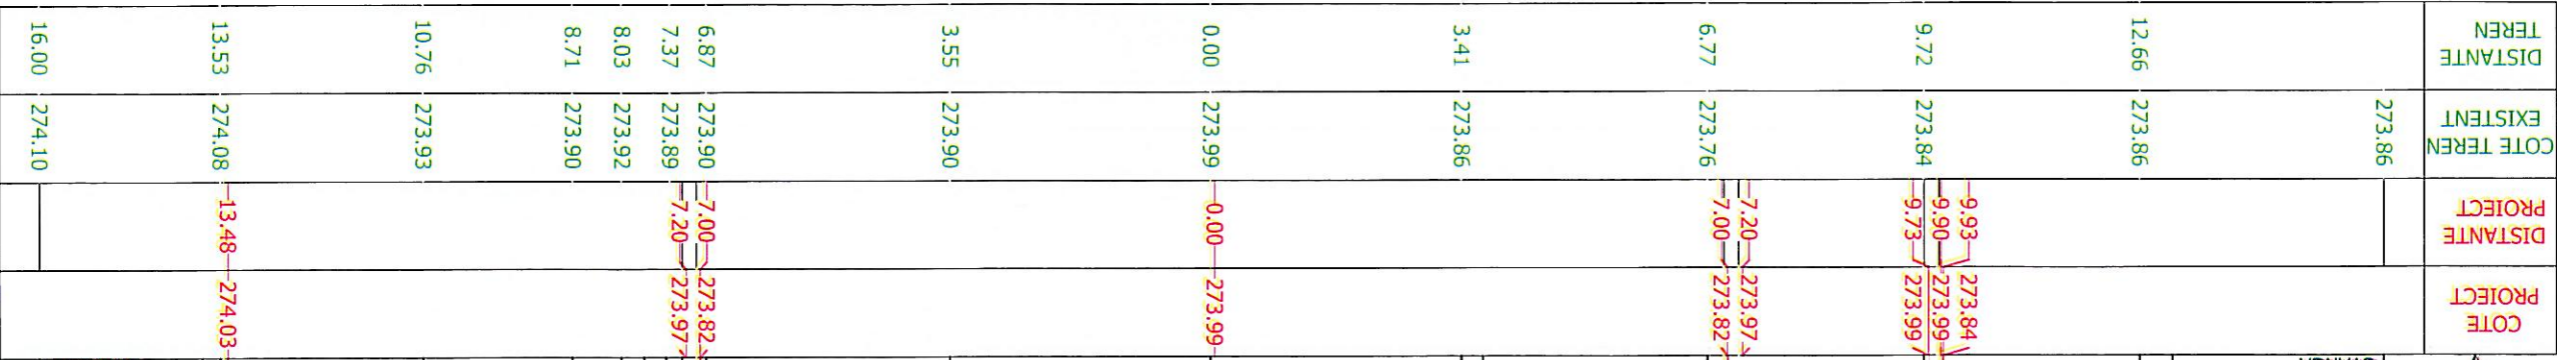 DISTANTE TEREN
16.00 13.53 10.76 8.71 8.03 7.37 6.87 3.55 0.00 3.41 6.77 9.72 12.66
COTE TEREN EXISTENT
274.10 274.08 273.93 273.90 273.92 273.89 273.90 273.90 273.99 273.86 273.76 273.84 273.86 273.86
DISTANTE PROIECT
13.48 7.20 7.00 0.00 7.00 7.20 9.73 9.90 9.93
COTE PROIECT
274.03 273.97 273.82 273.99 273.82 273.97 273.99 273.99 273.84